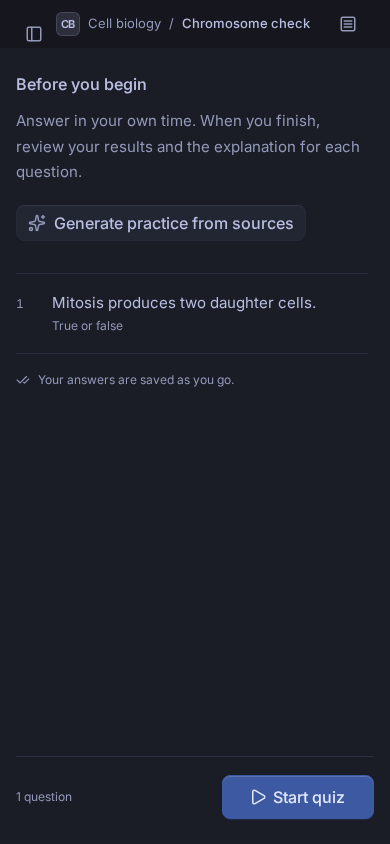 CB Cell biology / Chromosome check
Before you begin
Answer in your own time. When you finish,
review your results and the explanation for each
question.
Generate practice from sources
1 Mitosis produces two daughter cells.
True or false
Your answers are saved as you go.
1 question
Start quiz